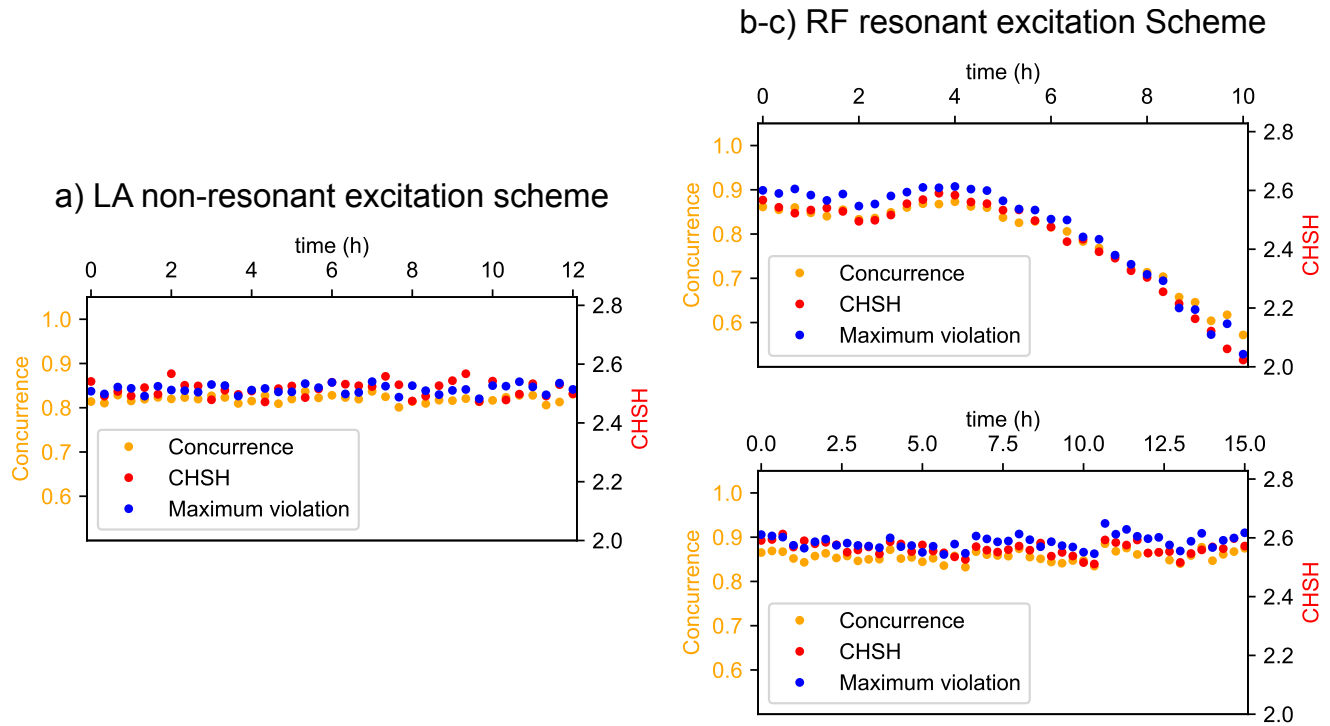 b-c) RF resonant excitation Scheme
time (h)
0 2 4 6 8 10
Concurrence
1.0
0.9
0.8
0.7
0.6
2.8
2.6
2.4
2.2
2.0
CHSH
Concurrence
CHSH
Maximum violation
a) LA non-resonant excitation scheme
time (h)
0 2 4 6 8 10 12
Concurrence
1.0
0.9
0.8
0.7
0.6
2.8
2.6
2.4
2.2
2.0
CHSH
Concurrence
CHSH
Maximum violation
time (h)
0.0 2.5 5.0 7.5 10.0 12.5 15.0
Concurrence
1.0
0.9
0.8
0.7
0.6
2.8
2.6
2.4
2.2
2.0
CHSH
Concurrence
CHSH
Maximum violation